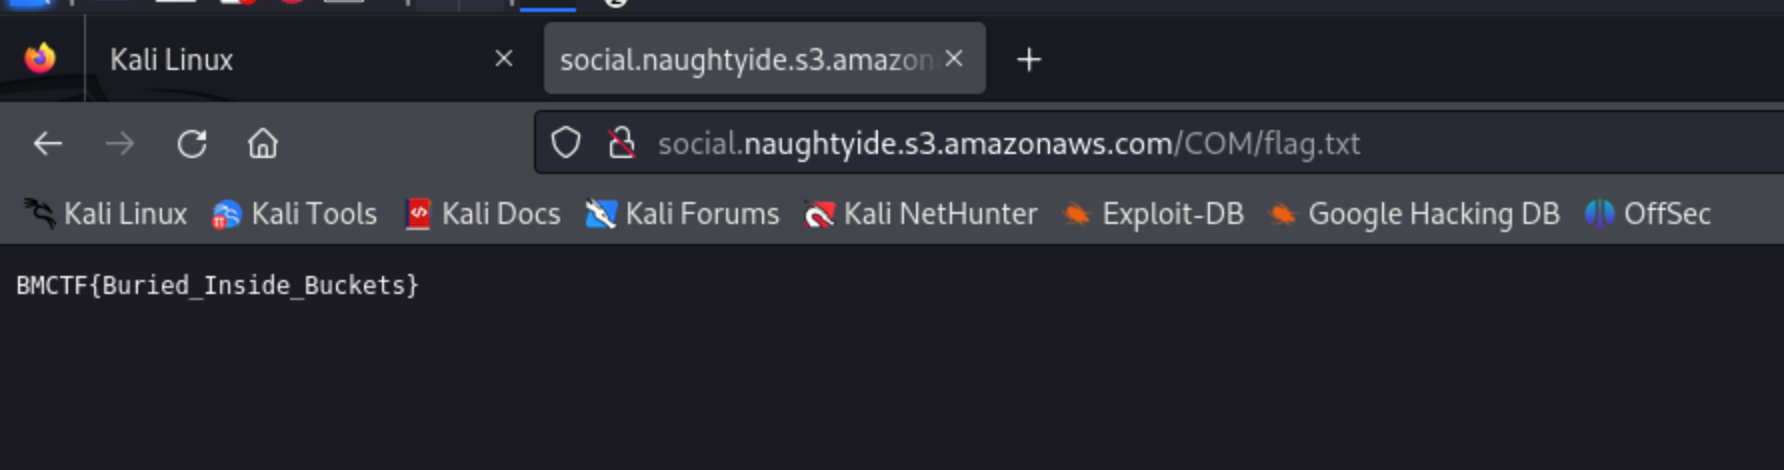 Kali Linux
social.naughtyide.s3.amazon
social.naughtyide.s3.amazonaws.com/COM/flag.txt
Kali Linux Kali Tools Kali Docs Kali Forums Kali NetHunter Exploit-DB Google Hacking DB OffSec
BMCTF{Buried_Inside_Buckets}